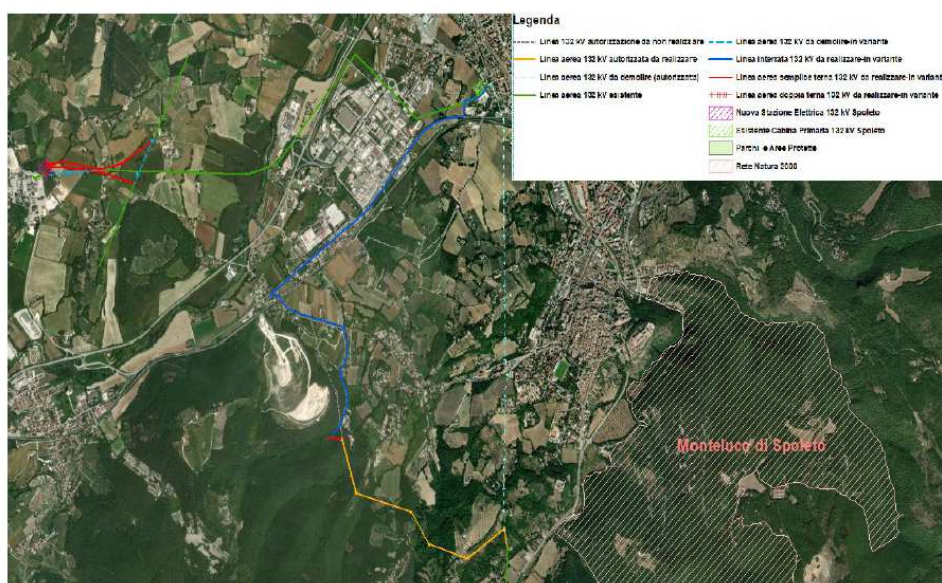 Legenda
Linea 132 kV autorizzazione da non realizzare
Linea aerea 132 kV autorizzata da realizzare
Linea aerea 132 kV da demolire (autorizzata)
Linea aerea 132 kV esistente
Linea aerea 132 kV da demolire-in variante
Linea interrata 132 kV da realizzare-in variante
Linea aerea semplice terna 132 kV da realizzare-in variante
Linea aerea doppia terna 132 kV da realizzare-in variante
Nuova Stazione Elettrica 132 kV Spoleto
Esistente Cabina Primaria 132 kV Spoleto
Parchi e Aree Protette
Rete Natura 2000
Monteluco di Spoleto